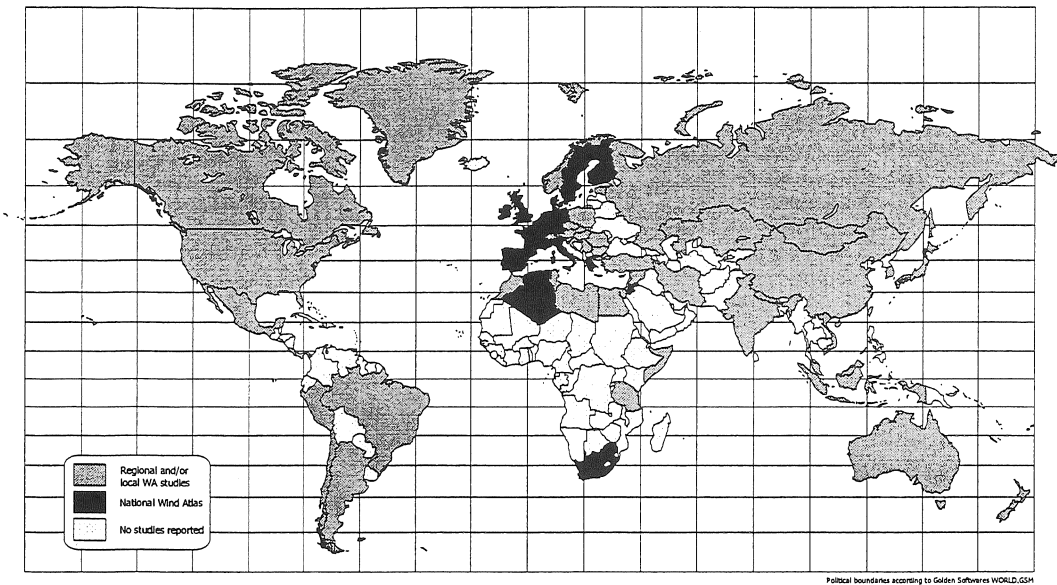 Regional and/or
local WA studies
National Wind Atlas
No studies reported
Political boundaries according to Golden Softwares WORLD.GSM